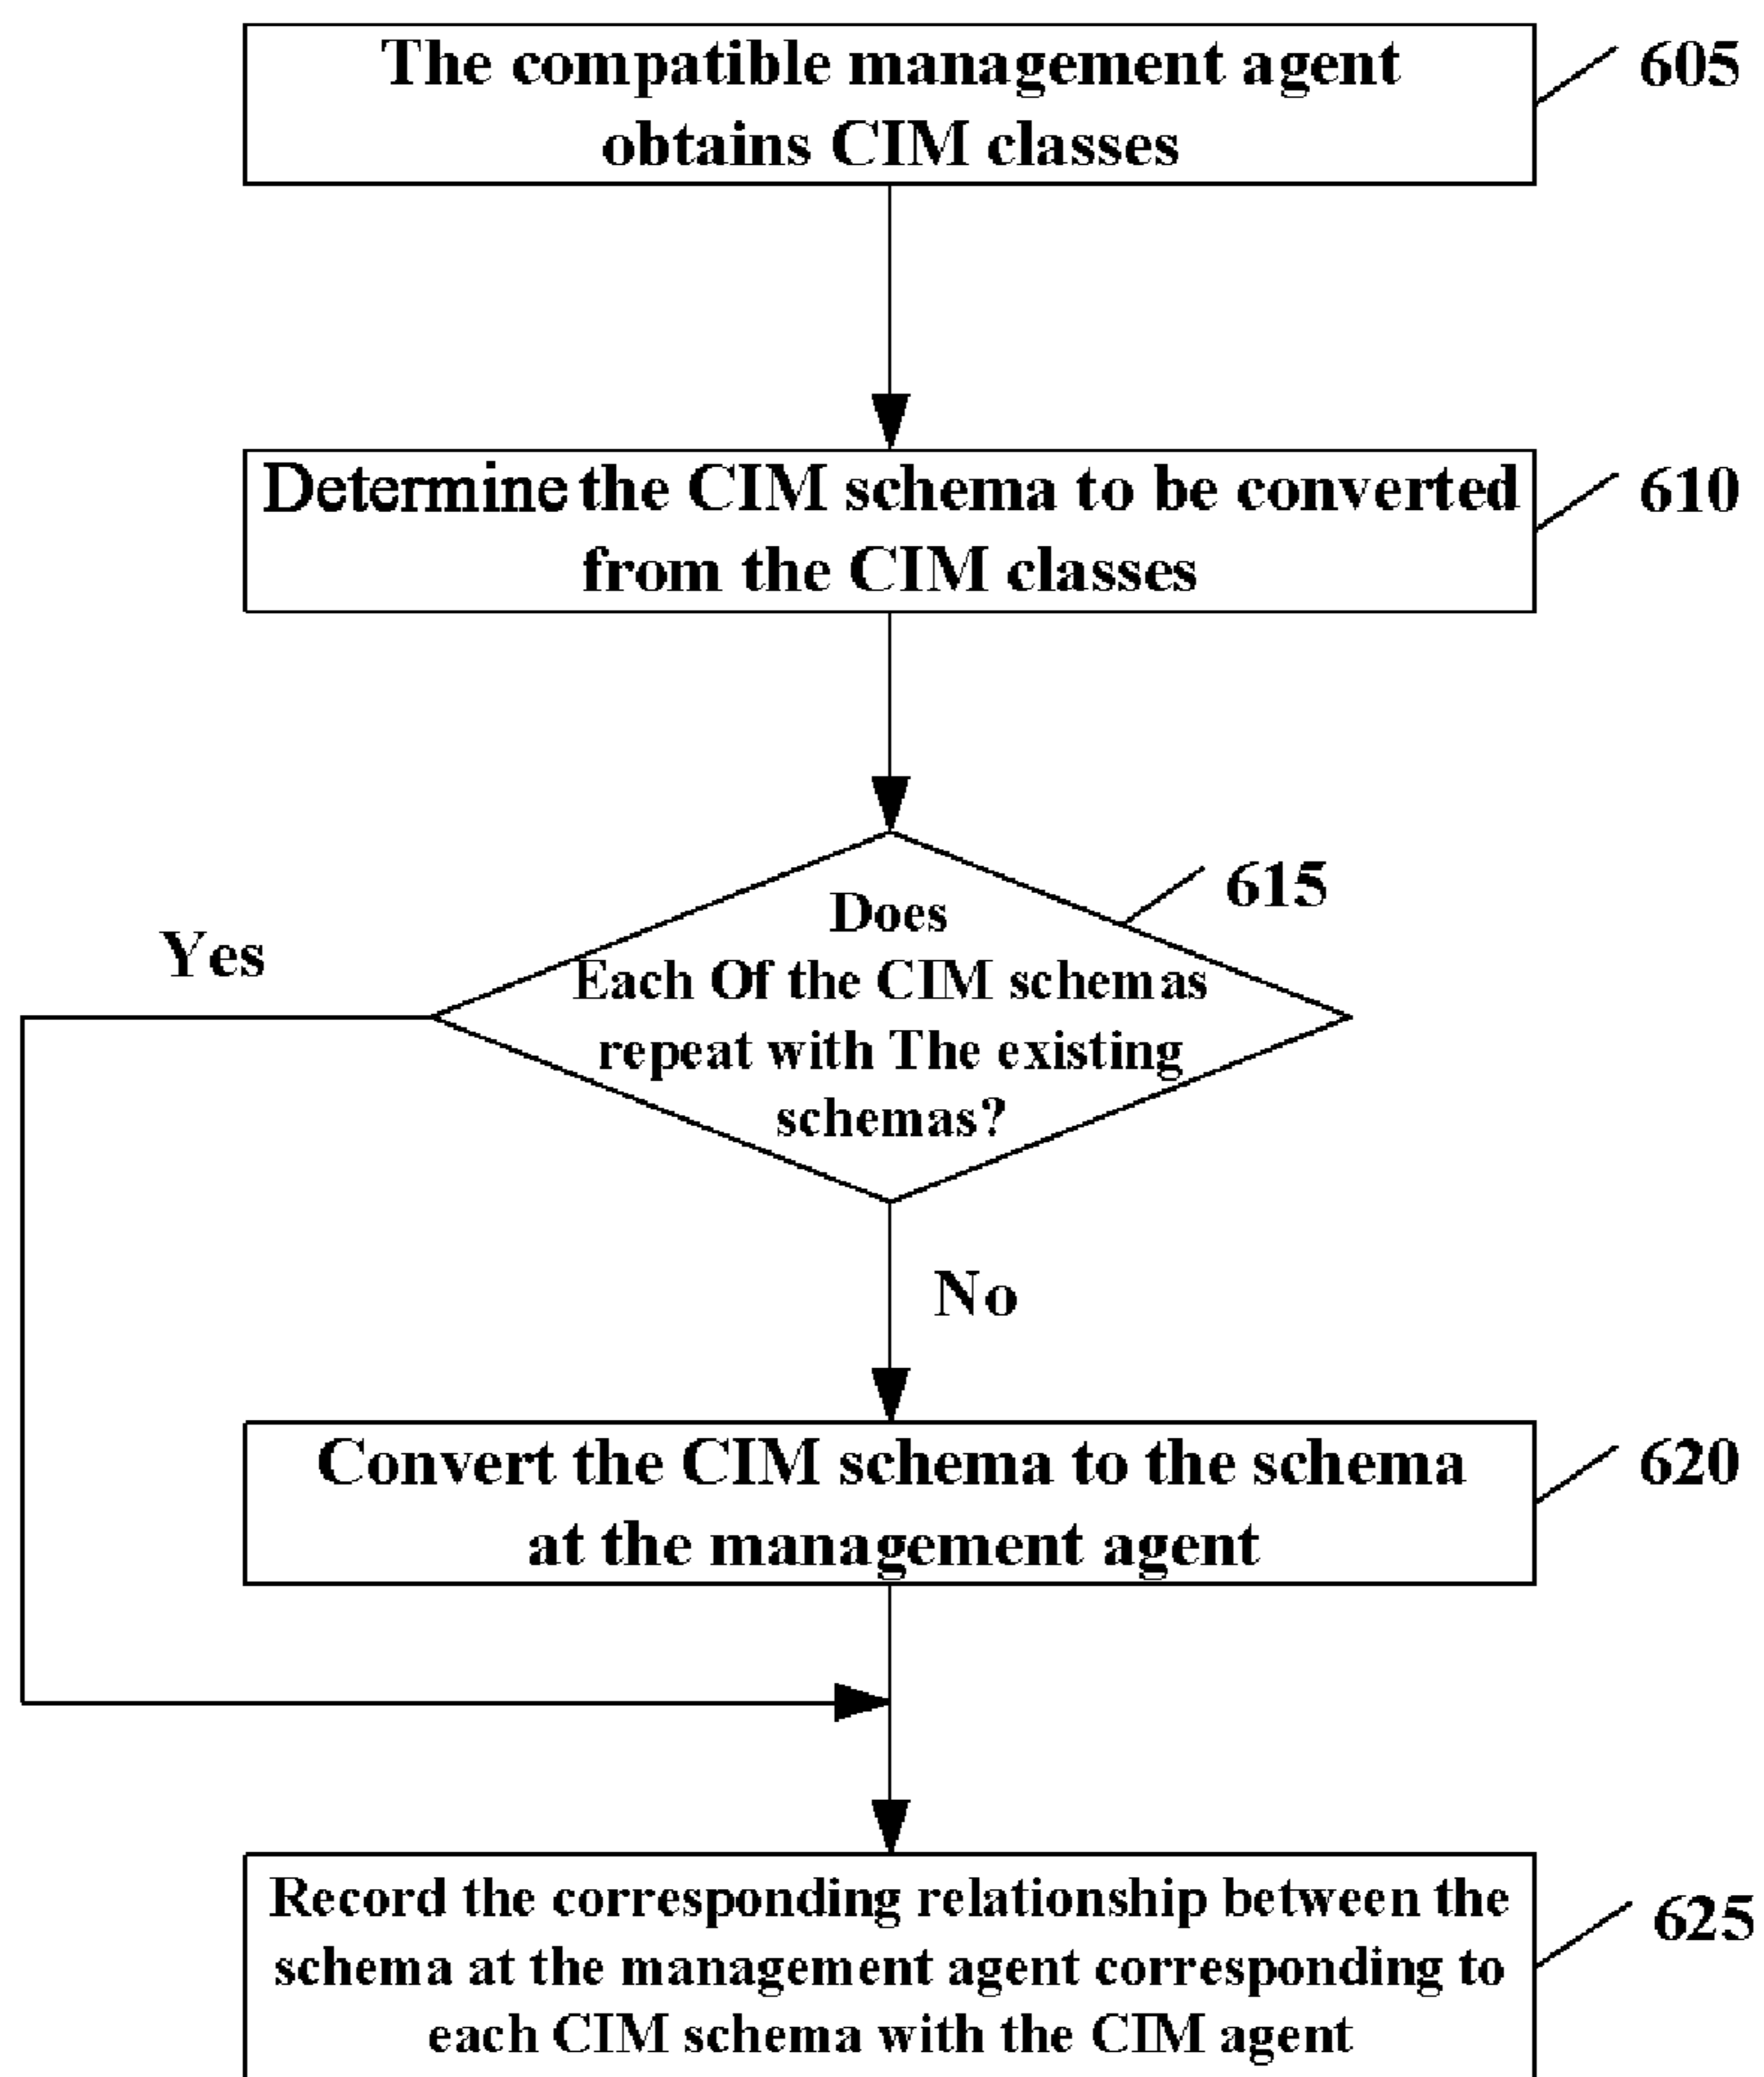 The compatible management agent
obtains CIM classes
605
Determine the CIM schema to be converted
from the CIM classes
610
615
Does
Each Of the CIM schemas
repeat with The existing
schemas?
Yes
No
Convert the CIM schema to the schema
at the management agent
620
Record the corresponding relationship between the
schema at the management agent corresponding to
each CIM schema with the CIM agent
625